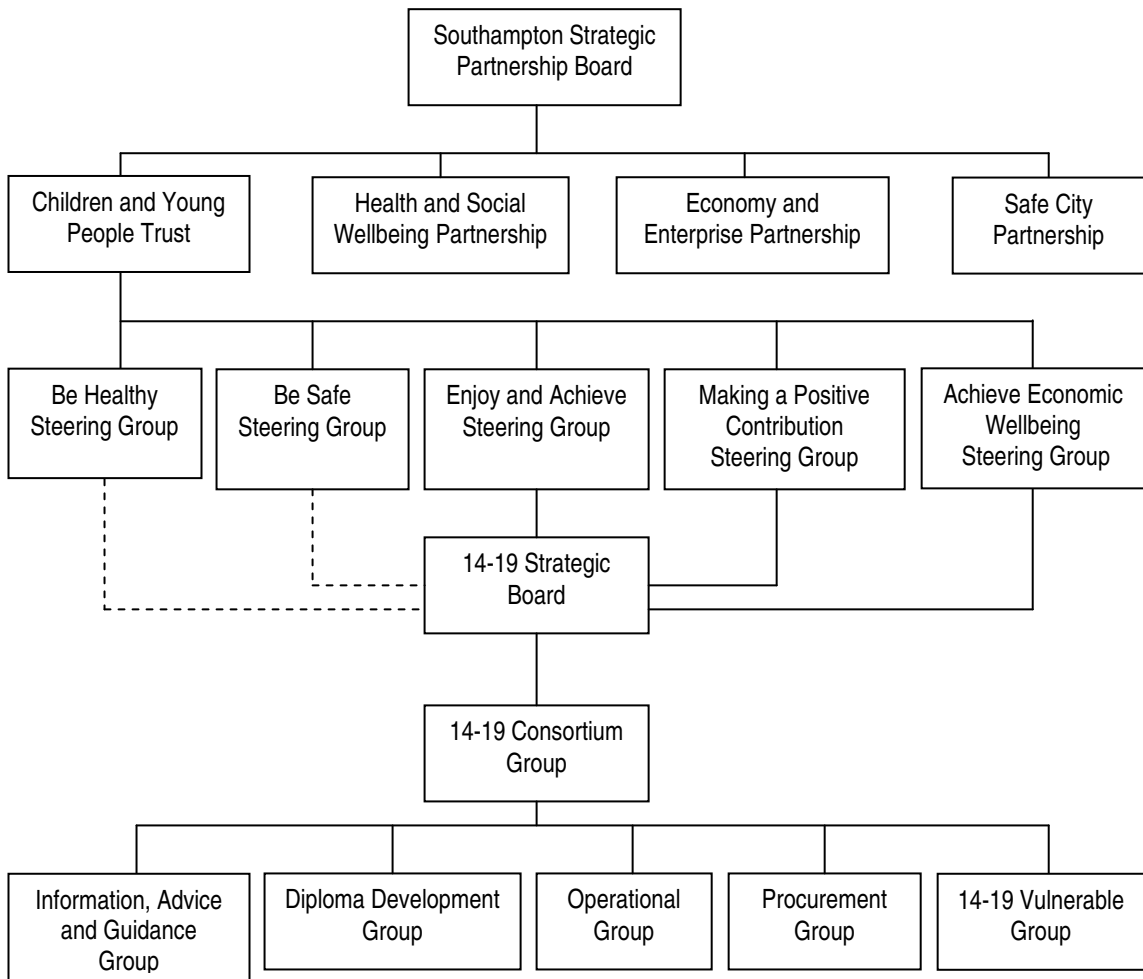 Southampton Strategic
Partnership Board
Children and Young
People Trust
Health and Social
Wellbeing Partnership
Economy and
Enterprise Partnership
Safe City
Partnership
Be Healthy
Steering Group
Be Safe
Steering Group
Enjoy and Achieve
Steering Group
Making a Positive
Contribution
Steering Group
Achieve Economic
Wellbeing
Steering Group
14-19 Strategic
Board
14-19 Consortium
Group
Information, Advice
and Guidance
Group
Diploma Development
Group
Operational
Group
Procurement
Group
14-19 Vulnerable
Group